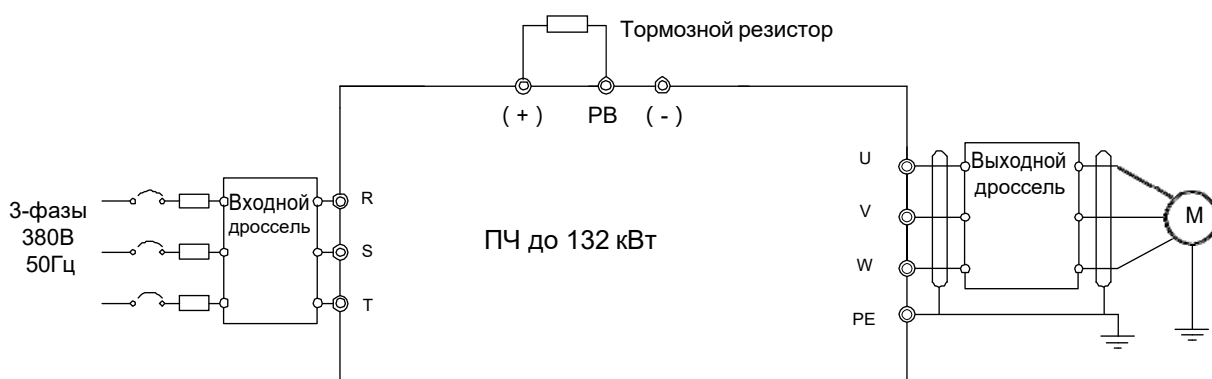 Тормозной резистор
( + ) PB ( - )
3-фазы
380В
50Гц
Входной
дроссель
R
S
T
ПЧ до 132 кВт
U
V
W
PE
Выходной
дроссель
M